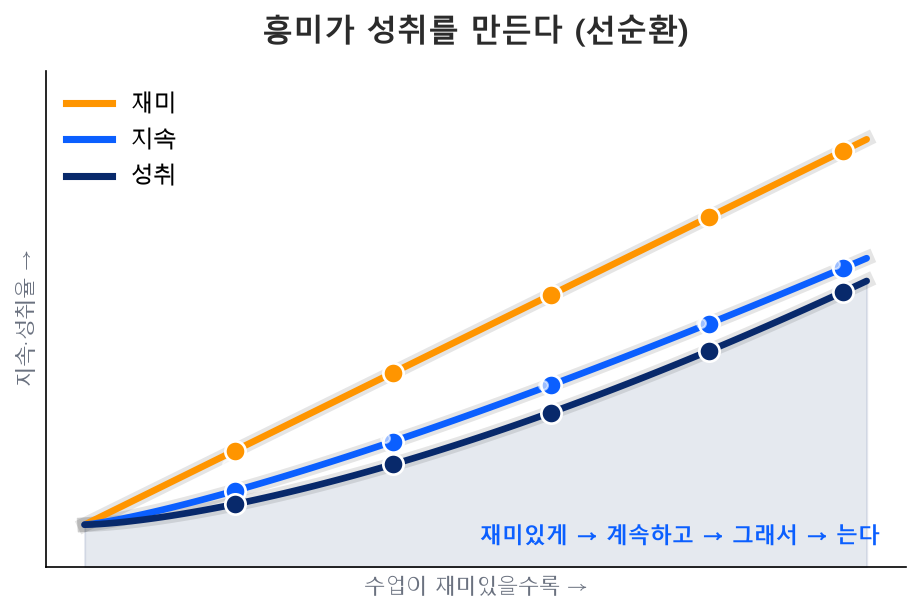 흥미가 성취를 만든다 (선순환)
재미
지속
성취
지속·성취율 →
재미있게 → 계속하고 → 그래서 → 는다
수업이 재미있을수록 →